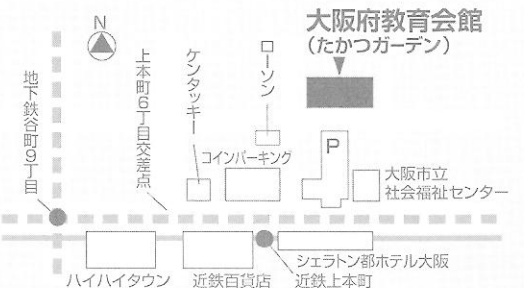 N
大阪府教育会館
(たかつガーデン)
地下鉄谷町9丁目
上本町6丁目交差点
ケンタッキー
ローソン
コインパーキング
P
大阪市立
社会福祉センター
シェラトン都ホテル大阪
ハイハイタウン
近鉄百貨店
近鉄上本町